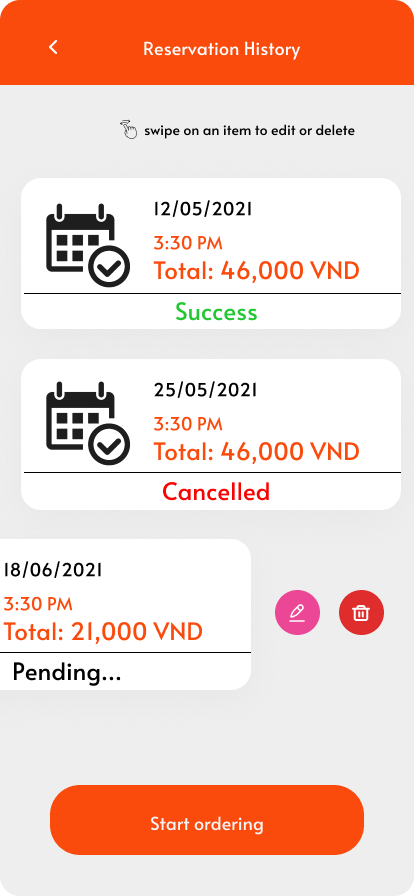 Reservation History
swipe on an item to edit or delete
12/05/2021
3:30 PM
Total: 46,000 VND
Success
25/05/2021
3:30 PM
Total: 46,000 VND
Cancelled
18/06/2021
3:30 PM
Total: 21,000 VND
Pending...
Start ordering